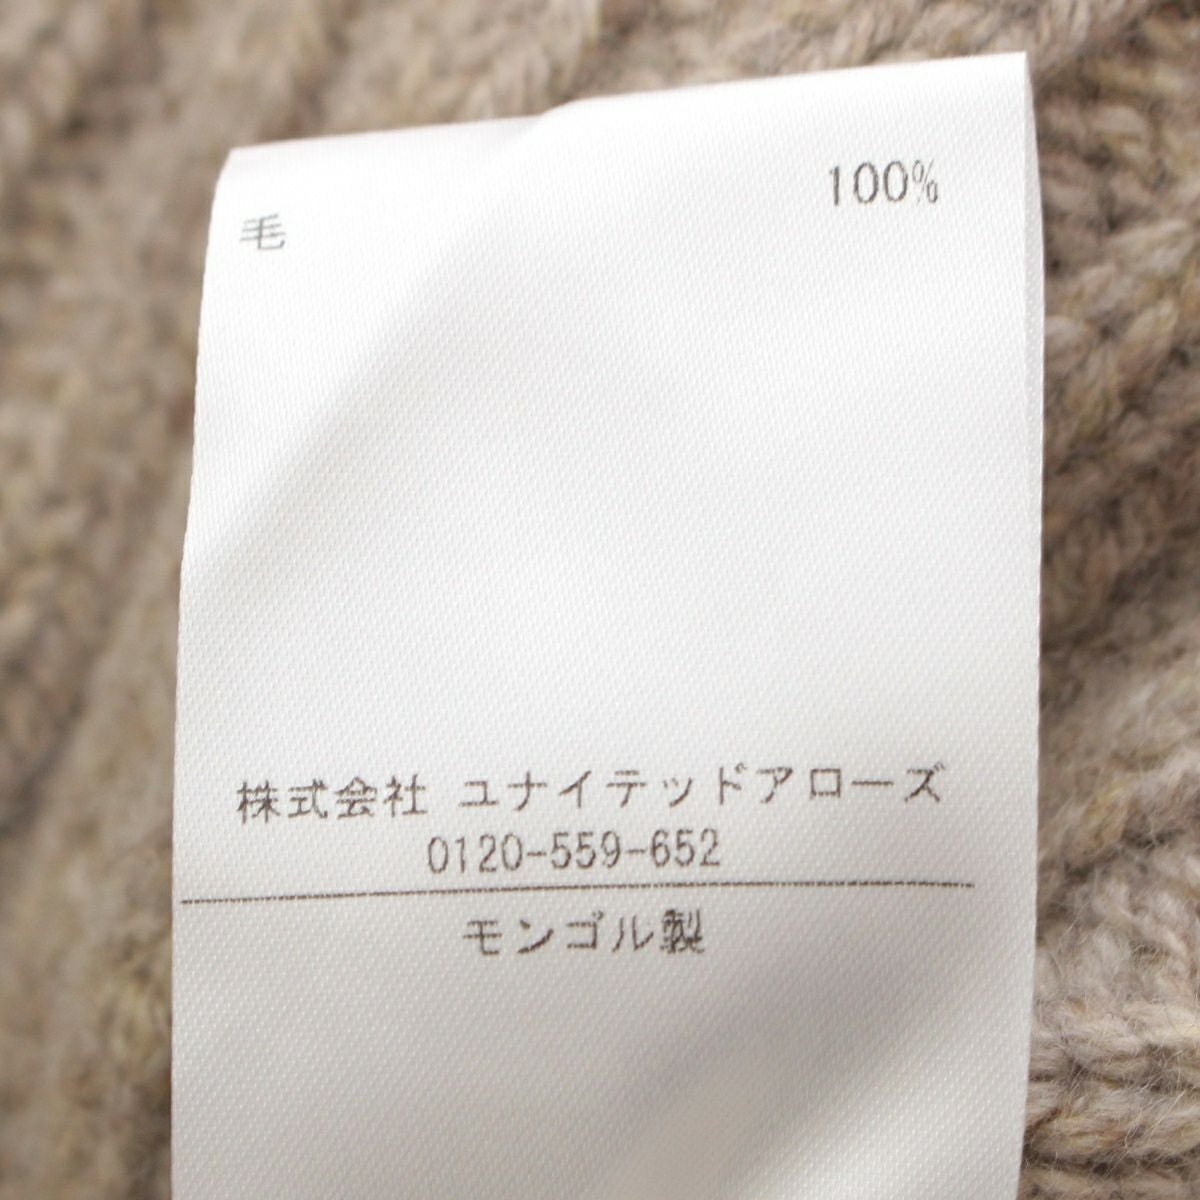 毛 100%
株式会社 ユナイテッドアローズ
0120-559-652
モンゴル製